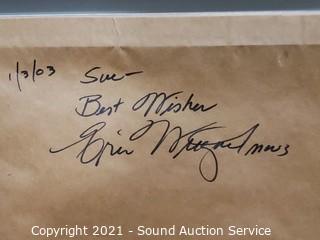 1/3/03 Sue-
Best Wishes
Copyright 2021 - Sound Auction Service